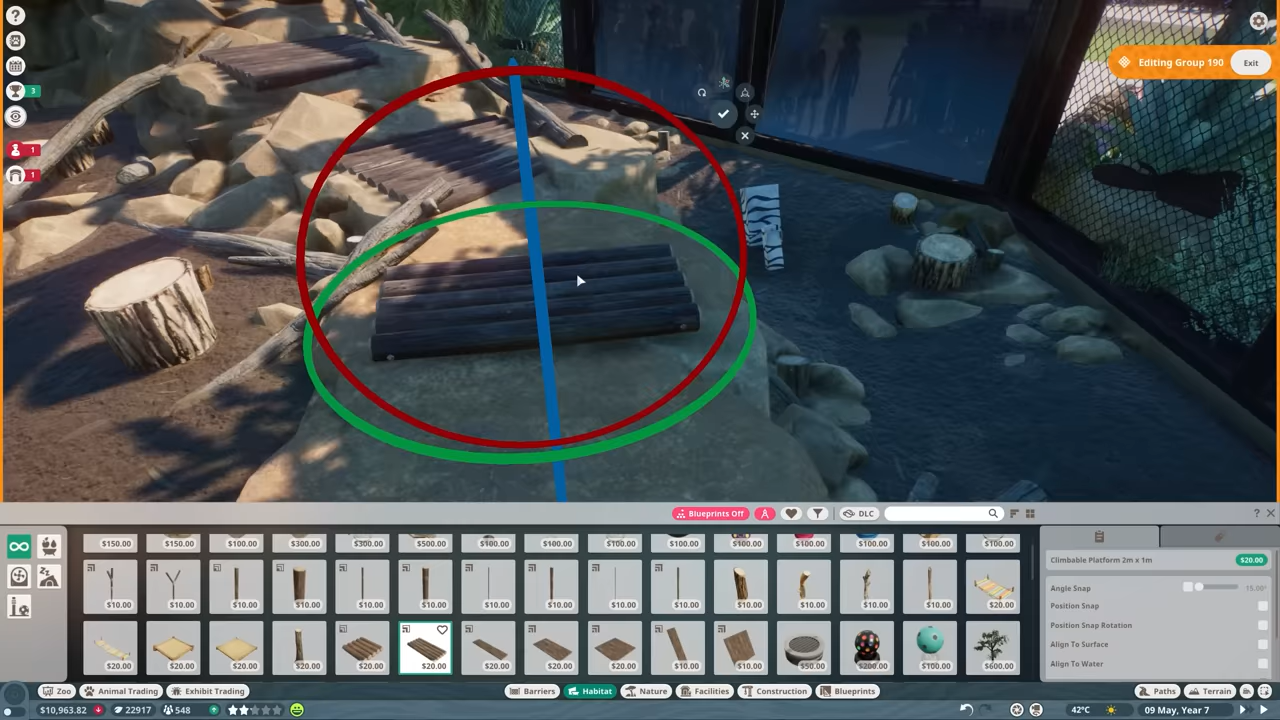 ?
3
1
1
Editing Group 190
Exit
Blueprints Off
DLC
? 
$150.00 $150.00 $100.00 $300.00 $300.00 $500.00 $100.00 $100.00 $100.00 $100.00 $100.00 $100.00 $100.00 $100.00 $100.00
$10.00 $10.00 $10.00 $10.00 $10.00 $10.00 $10.00 $10.00 $10.00 $10.00 $10.00 $10.00 $10.00 $10.00 $20.00
$20.00 $20.00 $20.00 $20.00 $20.00 $20.00 $20.00 $20.00 $20.00 $10.00 $10.00 $50.00 $200.00 $100.00 $600.00
Climbable Platform 2m x 1m $20.00
Angle Snap 15.00°
Position Snap
Position Snap Rotation
Align To Surface
Align To Water
Zoo Animal Trading Exhibit Trading Barriers Habitat Nature Facilities Construction Blueprints Paths Terrain
$10,963.82 22917 548 42°C 09 May, Year 7